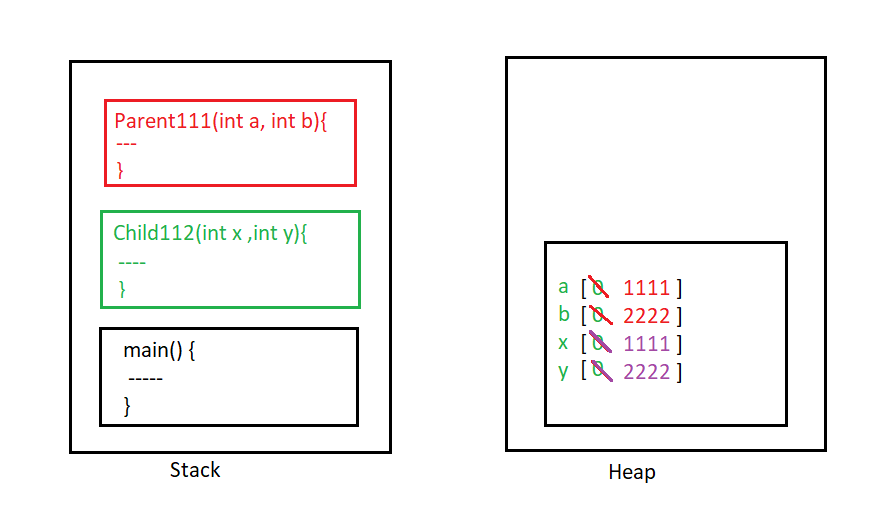 Parent111(int a, int b){
---
}
Child112(int x ,int y){
----
}
main() {
-----
}
Stack
a [ 0 1111 ]
b [ 0 2222 ]
x [ 0 1111 ]
y [ 0 2222 ]
Heap